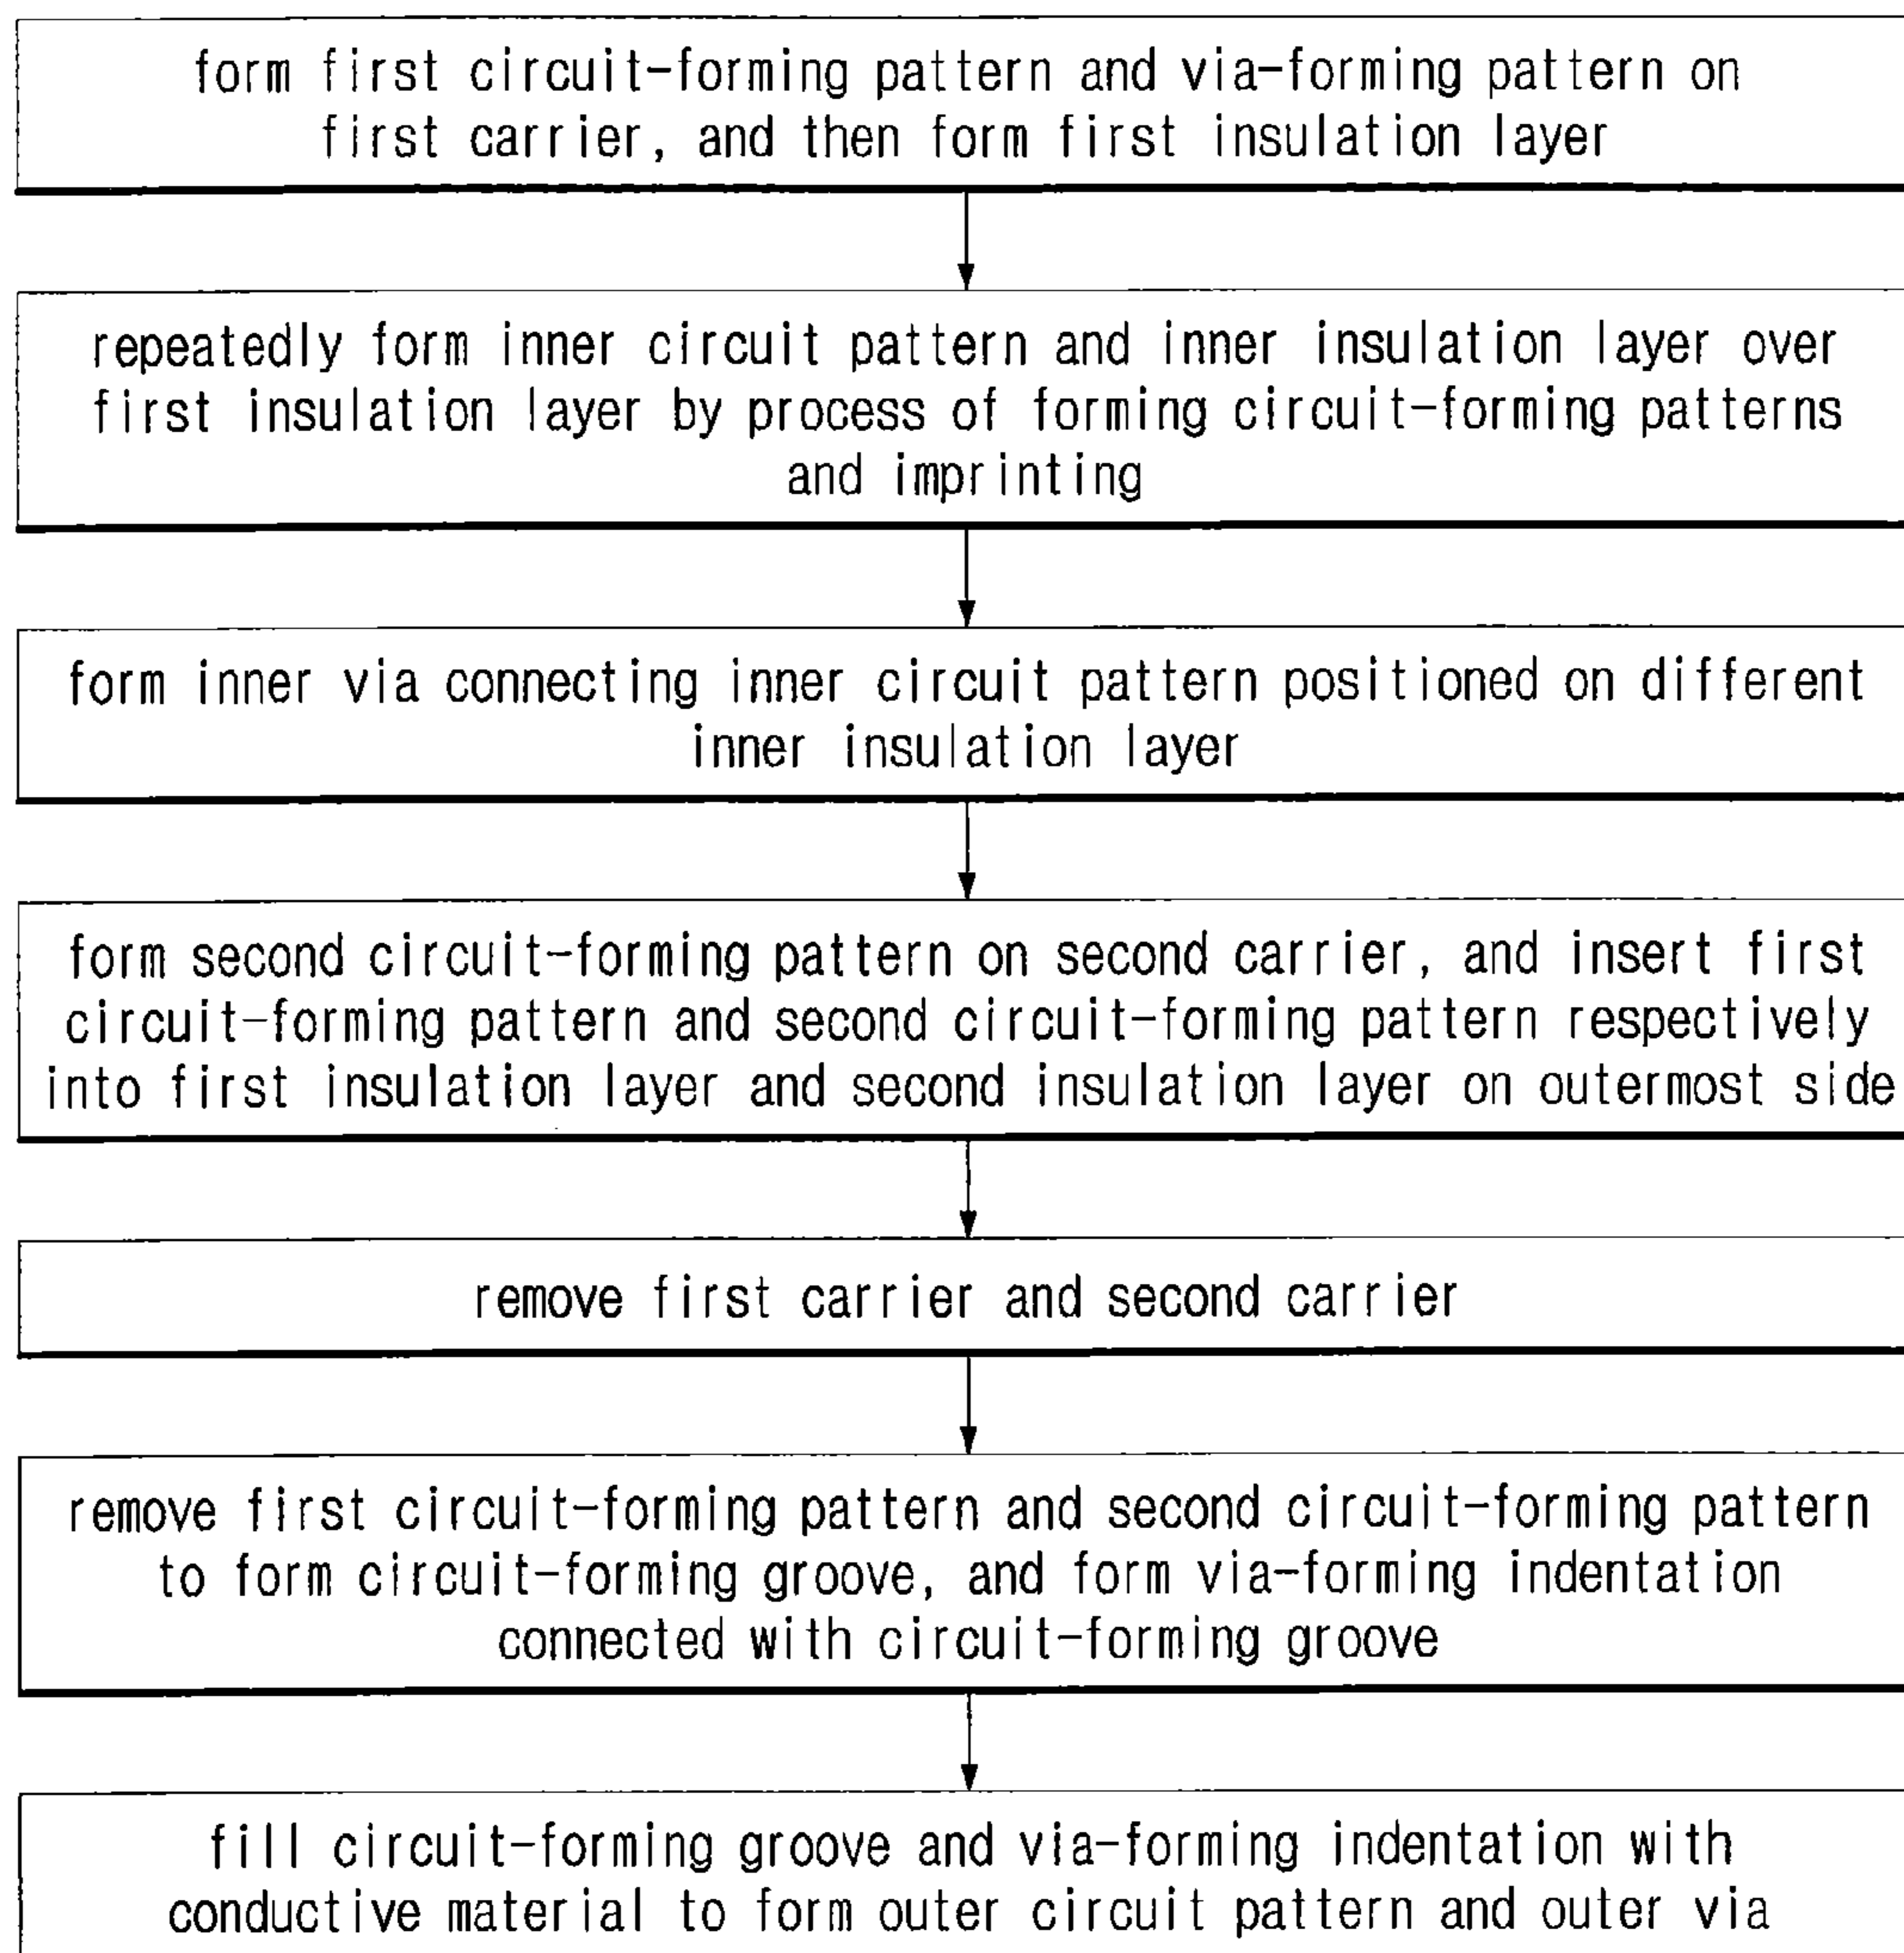 form first circuit-forming pattern and via-forming pattern on
first carrier, and then form first insulation layer
repeatedly form inner circuit pattern and inner insulation layer over
first insulation layer by process of forming circuit-forming patterns
and imprinting
form inner via connecting inner circuit pattern positioned on different
inner insulation layer
form second circuit-forming pattern on second carrier, and insert first
circuit-forming pattern and second circuit-forming pattern respectively
into first insulation layer and second insulation layer on outermost side
remove first carrier and second carrier
remove first circuit-forming pattern and second circuit-forming pattern
to form circuit-forming groove, and form via-forming indentation
connected with circuit-forming groove
fill circuit-forming groove and via-forming indentation with
conductive material to form outer circuit pattern and outer via